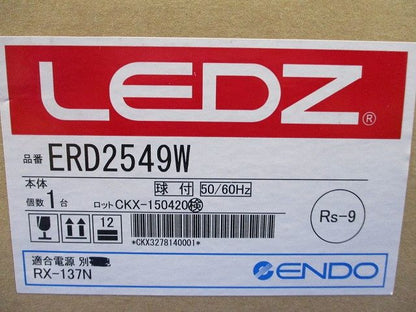 LEDZ®
品番 ERD2549W
本体 球付 50/60Hz
個数 1 台 ロット CKX-150420 検
Rs-9
12
*CKX3278140001*
適合電源 別
RX-137N
ENDO